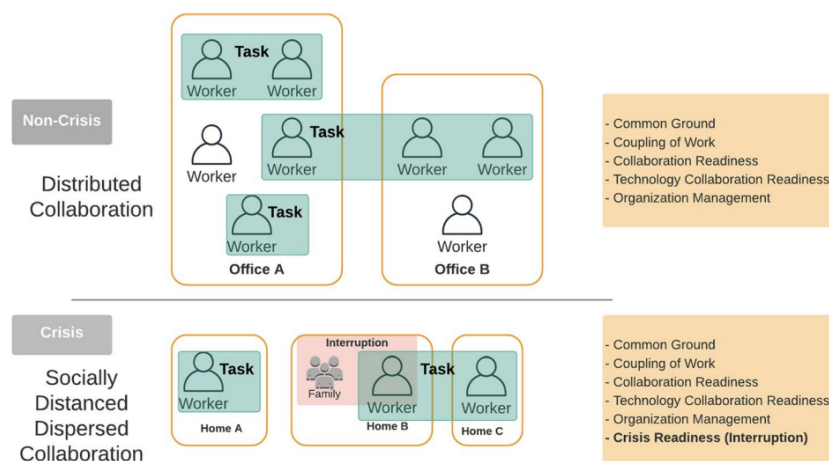 Task
Worker Worker
Non-Crisis
Distributed
Collaboration
Task
Worker
Worker
Worker
Worker
Task
Worker
Worker
Office A
Office B
- Common Ground
- Coupling of Work
- Collaboration Readiness
- Technology Collaboration Readiness
- Organization Management
Crisis
Socially
Distanced
Dispersed
Collaboration
Task
Worker
Home A
Interruption
Family
Task
Worker
Worker
Home B
Home C
- Common Ground
- Coupling of Work
- Collaboration Readiness
- Technology Collaboration Readiness
- Organization Management
- Crisis Readiness (Interruption)